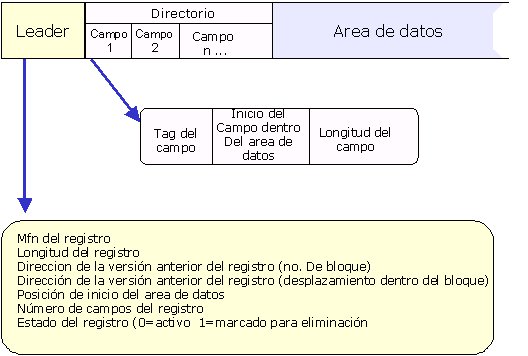 Leader
Directorio
Campo
1
Campo
2
Campo
n ...
Area de datos
Tag del
campo
Inicio del
Campo dentro
Del area de
datos
Longitud del
campo
Mfn del registro
Longitud del registro
Direccion de la versión anterior del registro (no. De bloque)
Dirección de la versión anterior del registro (desplazamiento dentro del bloque)
Posición de inicio del area de datos
Número de campos del registro
Estado del registro (0=activo 1=marcado para eliminación